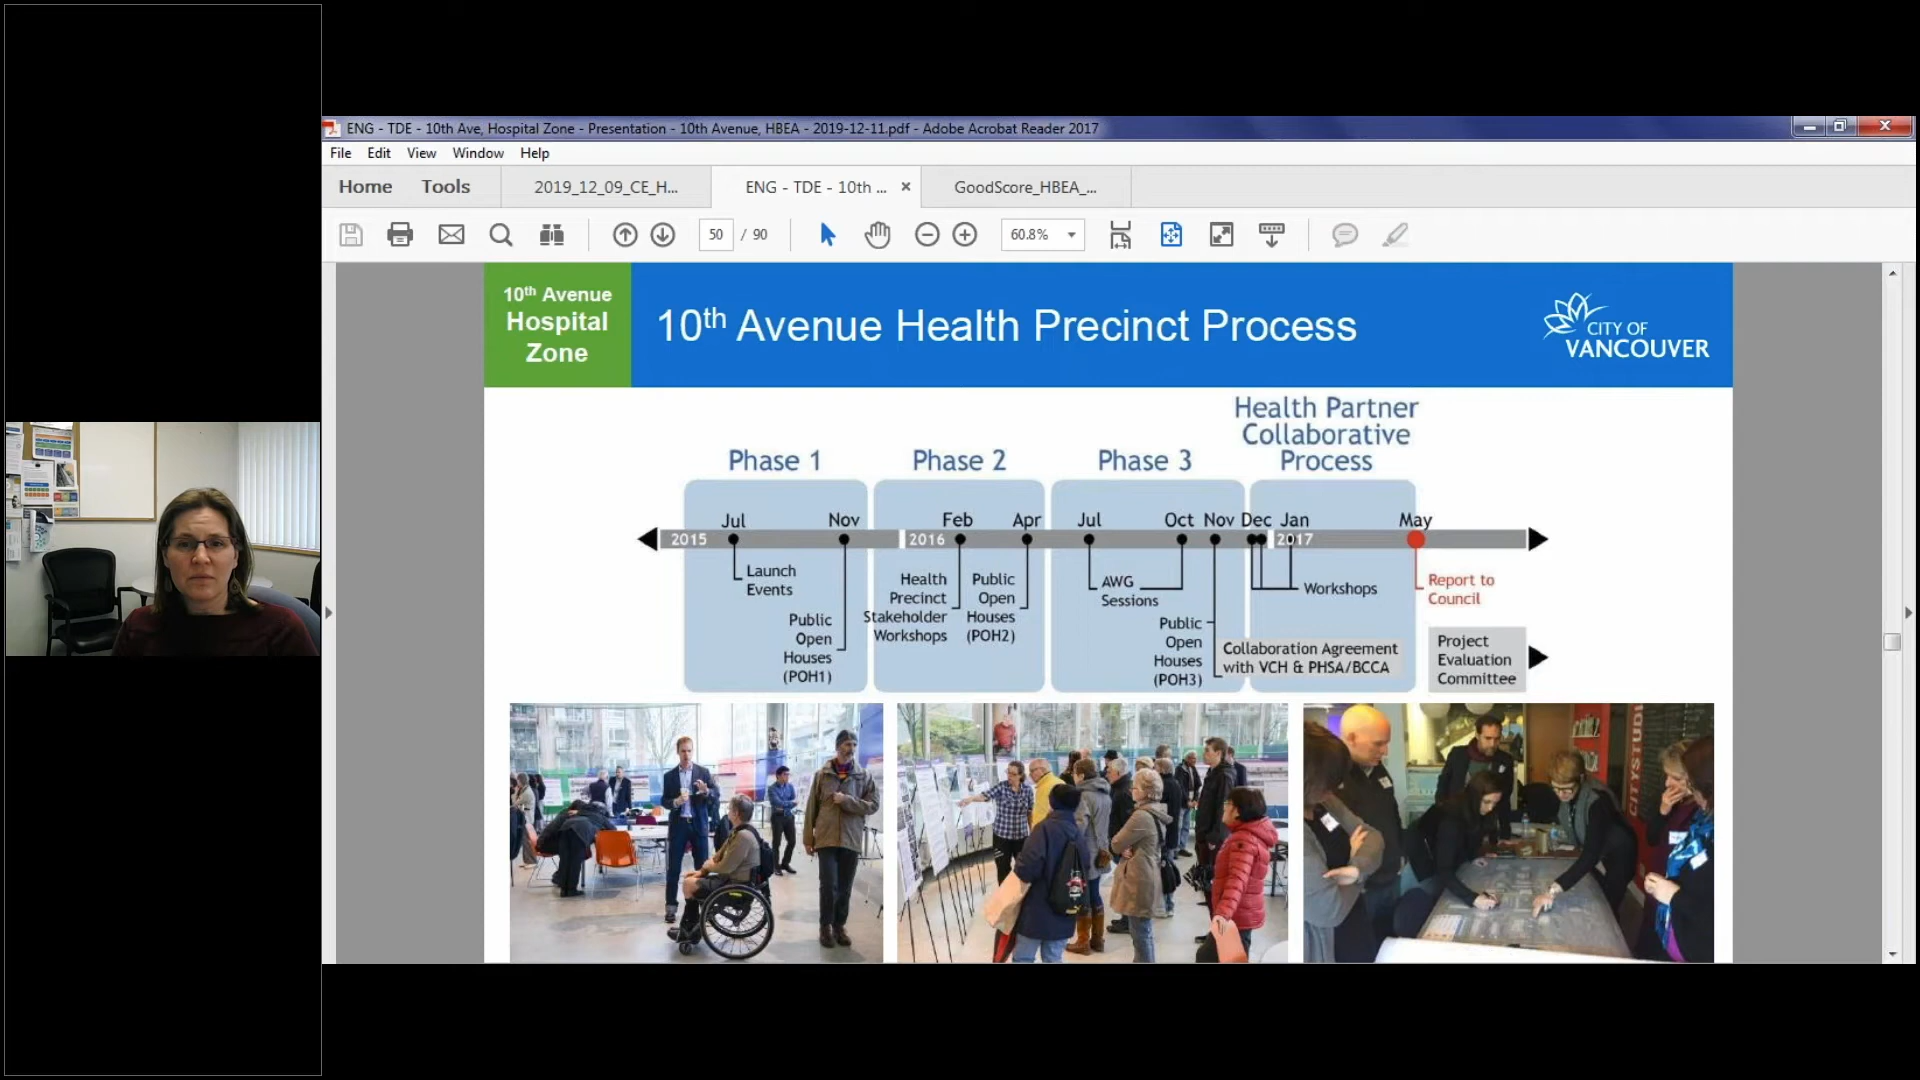 ENG - TDE - 10th Ave, Hospital Zone - Presentation - 10th Avenue, HBEA - 2019-12-11.pdf - Adobe Acrobat Reader 2017
File Edit View Window Help
Home Tools 2019_12_09_CE_H... ENG - TDE - 10th ... × GoodScore_HBEA_...
50 / 90 60.8%
10th Avenue
Hospital
Zone
10th Avenue Health Precinct Process
CITY OF
VANCOUVER
Health Partner
Collaborative
Process
Phase 1
Phase 2
Phase 3
Jul Nov Feb Apr Jul Oct Nov Dec Jan May
2015 2016 2017
Launch
Events
Public
Open
Houses
(POH1)
Health
Precinct
Stakeholder
Workshops
Public
Open
Houses
(POH2)
AWG
Sessions
Public
Open
Houses
(POH3)
Workshops
Collaboration Agreement
with VCH & PHSA/BCCA
Report to
Council
Project
Evaluation
Committee
CITYSTUDI